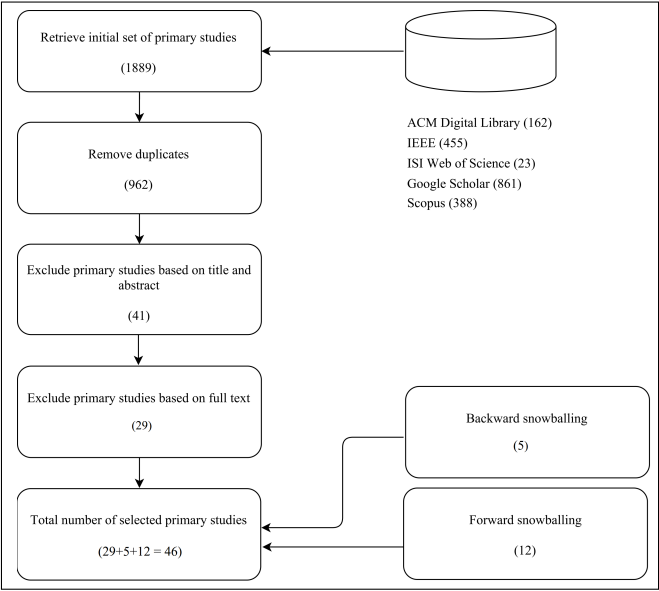 Retrieve initial set of primary studies
(1889)
Remove duplicates
(962)
Exclude primary studies based on title and
abstract
(41)
Exclude primary studies based on full text
(29)
Total number of selected primary studies
(29+5+12 = 46)
ACM Digital Library (162)
IEEE (455)
ISI Web of Science (23)
Google Scholar (861)
Scopus (388)
Backward snowballing
(5)
Forward snowballing
(12)